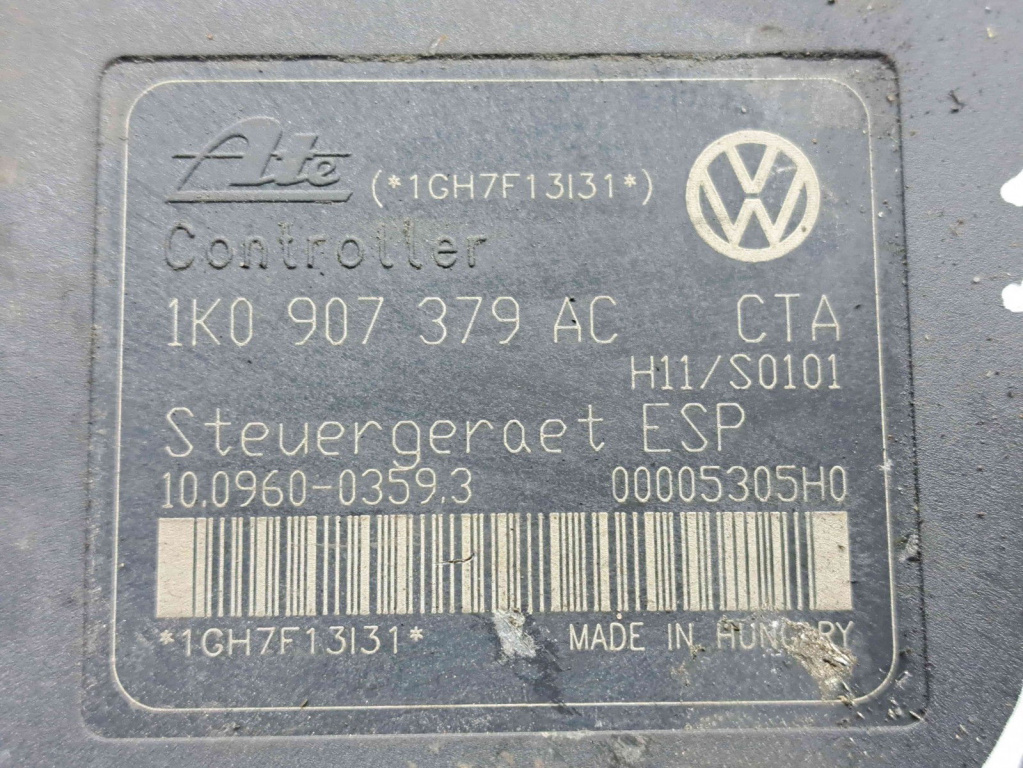 Ate (*1GH7F13I31*)
Controller
1K0 907 379 AC CTA
H11/S0101
Steuergeraet ESP
10.0960-0359.3 00005305H0
*1GH7F13I31* MADE IN HUNGARY